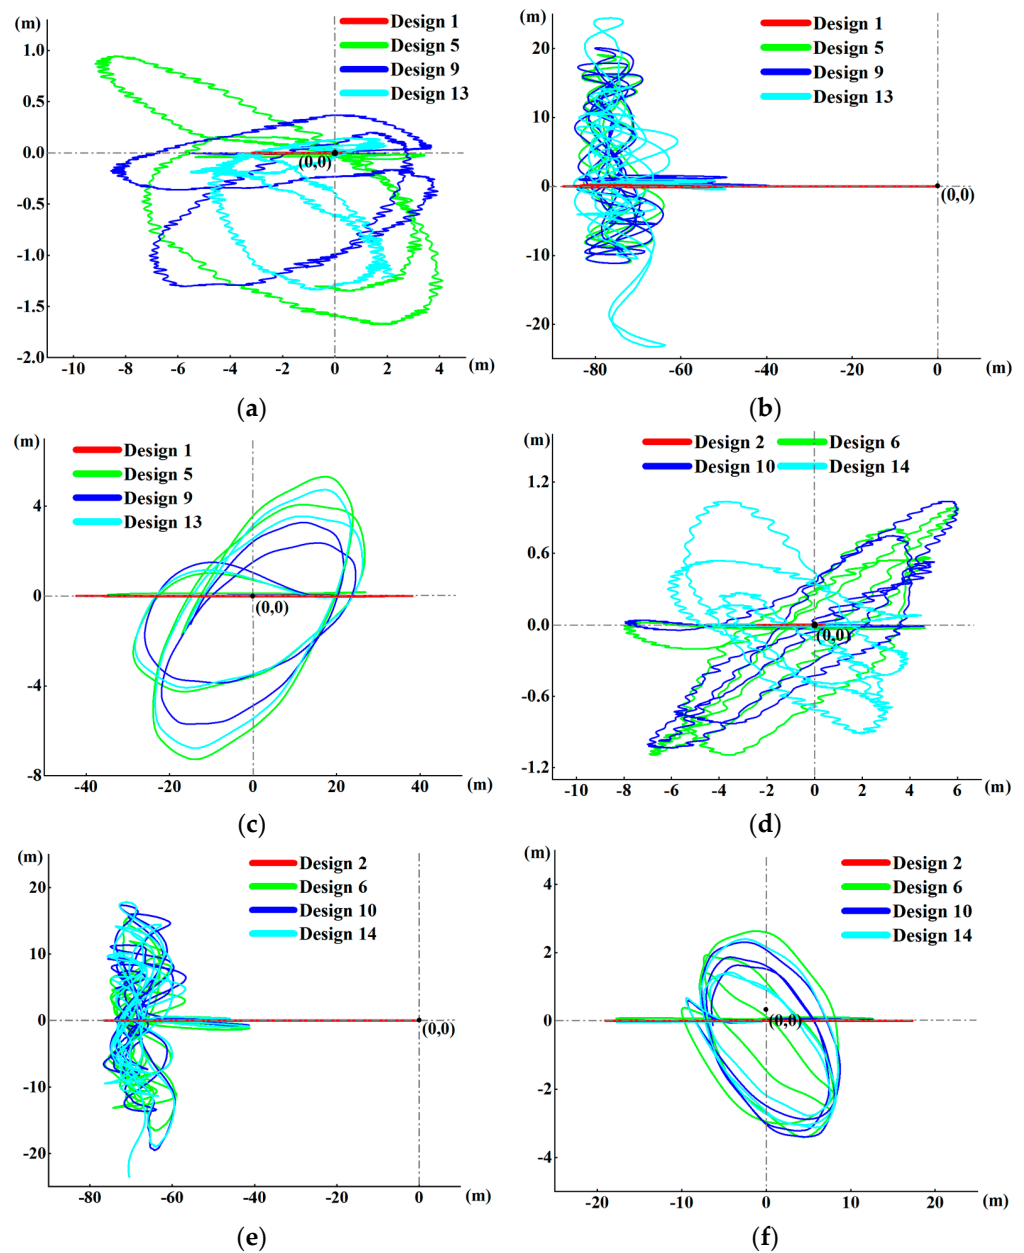 (m)
Design 1
Design 5
Design 9
Design 13
1.0
0.5
0.0
-0.5
-1.0
-1.5
-2.0
(0,0)
-10 -8 -6 -4 -2 0 2 4 (m)
(a)
(m)
Design 1
Design 5
Design 9
Design 13
20
10
0
-10
-20
(0,0)
-80 -60 -40 -20 0 (m)
(b)
(m)
Design 1
Design 5
Design 9
Design 13
4
0
-4
-8
(0,0)
-40 -20 0 20 40 (m)
(c)
(m)
Design 2 Design 6
Design 10 Design 14
1.2
0.6
0.0
-0.6
-1.2
(0,0)
-10 -8 -6 -4 -2 0 2 4 6 (m)
(d)
(m)
Design 2
Design 6
Design 10
Design 14
20
10
0
-10
-20
(0,0)
-80 -60 -40 -20 0 (m)
(e)
(m)
Design 2
Design 6
Design 10
Design 14
4
2
0
-2
-4
(0,0)
-20 -10 0 10 20 (m)
(f)